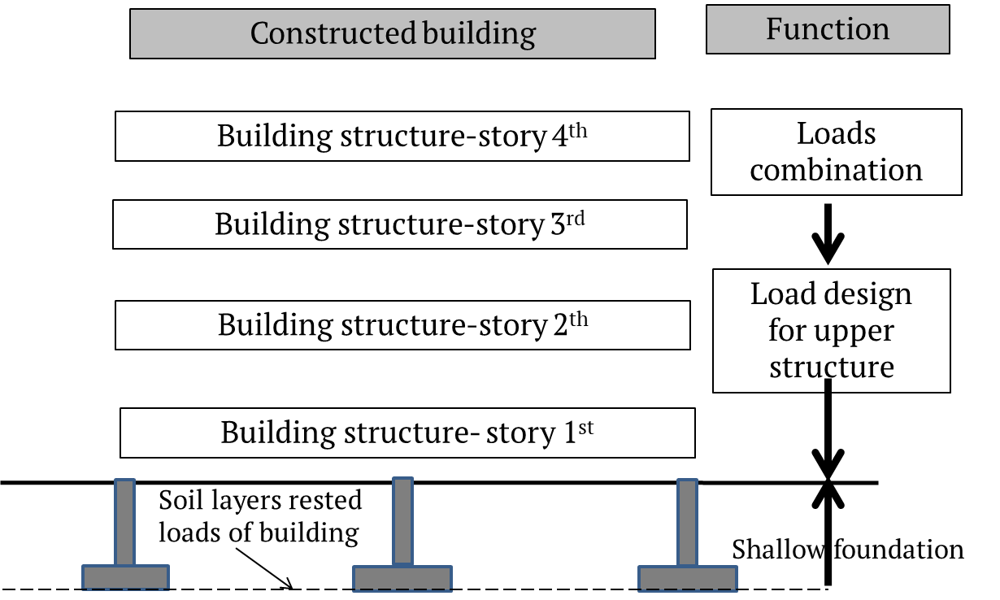 Constructed building
Function
Building structure-story 4th
Loads
combination
Building structure-story 3rd
Load design
for upper
structure
Building structure-story 2th
Building structure- story 1st
Soil layers rested
loads of building
Shallow foundation